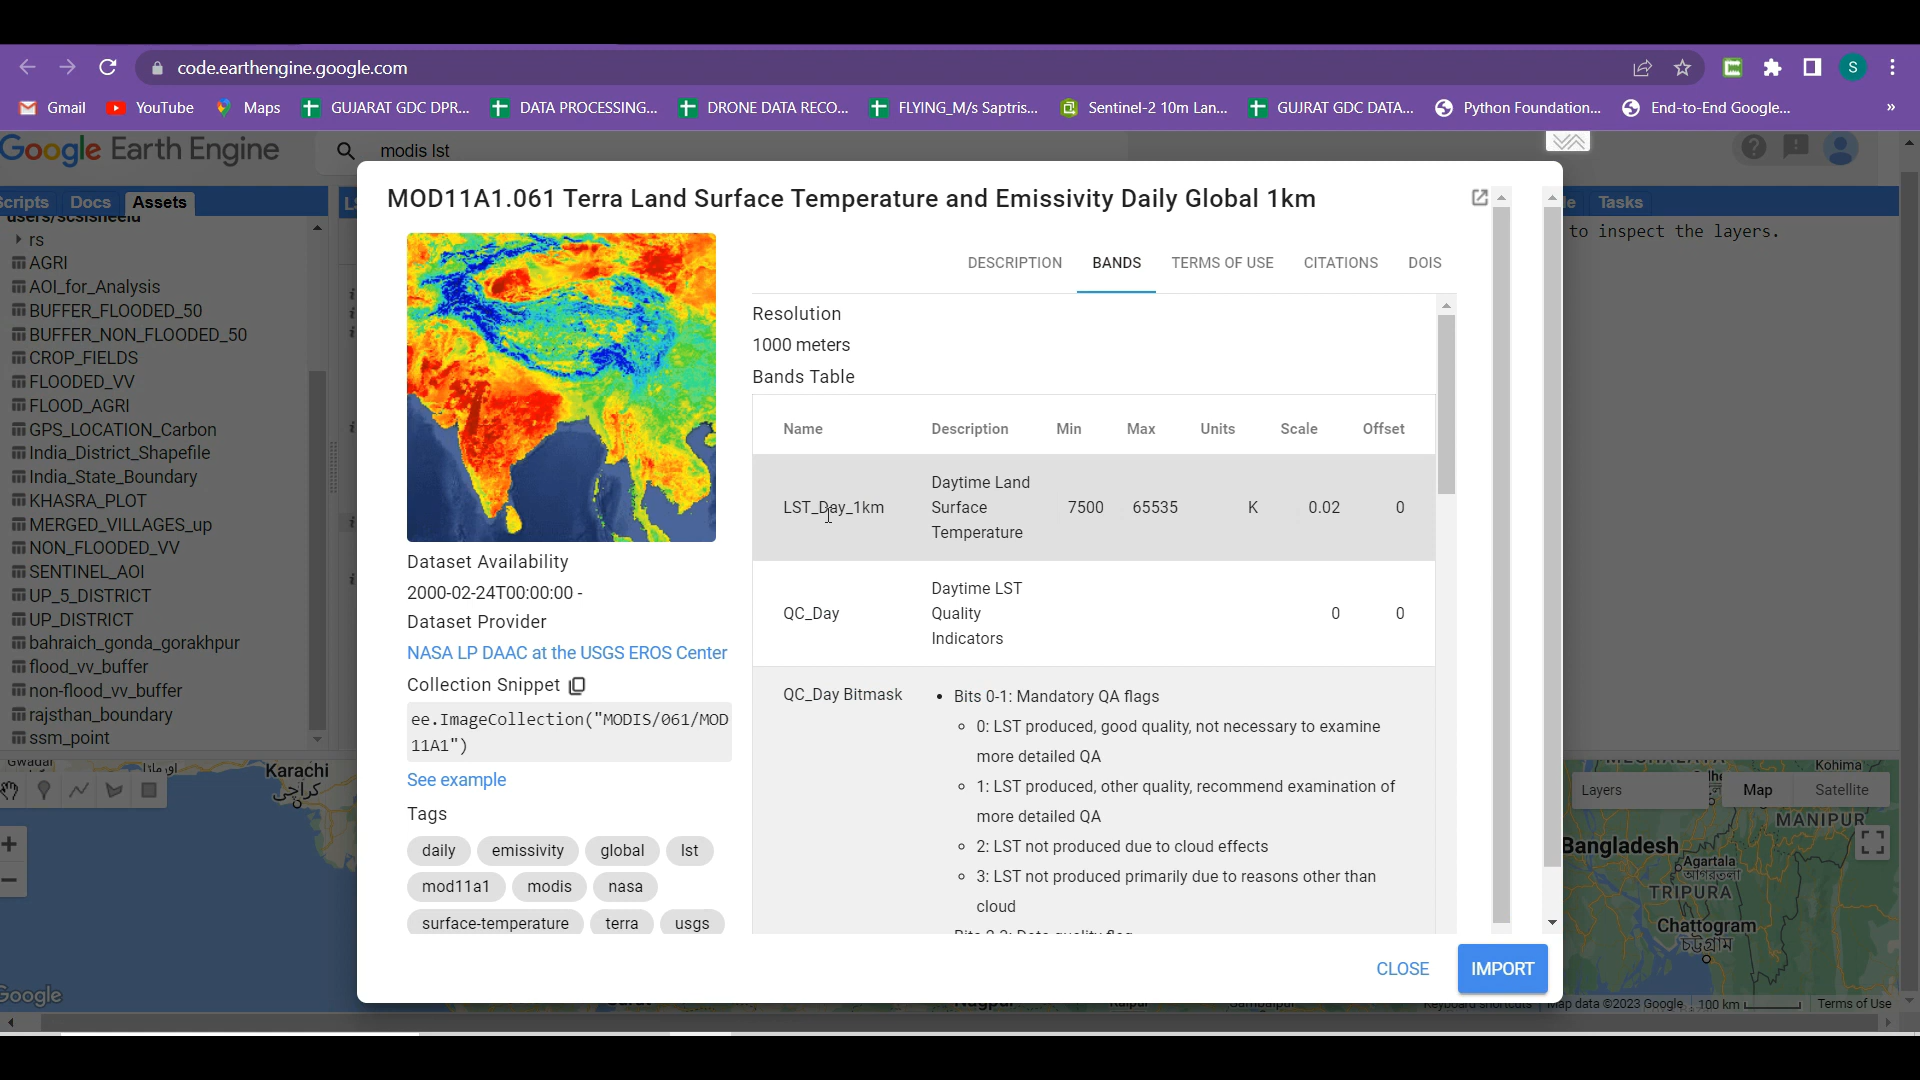 code.earthengine.google.com
S
Gmail
YouTube
Maps
GUJARAT GDC DPR...
DATA PROCESSING...
DRONE DATA RECO...
FLYING_M/s Saptris...
Sentinel-2 10m Lan...
GUJRAT GDC DATA...
Python Foundation...
End-to-End Google...
»
Google Earth Engine
modis lst
Scripts
Docs
Assets
Tasks
to inspect the layers.
rs
AGRI
AOI_for_Analysis
BUFFER_FLOODED_50
BUFFER_NON_FLOODED_50
CROP_FIELDS
FLOODED_VV
FLOOD_AGRI
GPS_LOCATION_Carbon
India_District_Shapefile
India_State_Boundary
KHASRA_PLOT
MERGED_VILLAGES_up
NON_FLOODED_VV
SENTINEL_AOI
UP_5_DISTRICT
UP_DISTRICT
bahraich_gonda_gorakhpur
flood_vv_buffer
non-flood_vv_buffer
rajsthan_boundary
ssm_point
MOD11A1.061 Terra Land Surface Temperature and Emissivity Daily Global 1km
Dataset Availability
2000-02-24T00:00:00 -
Dataset Provider
NASA LP DAAC at the USGS EROS Center
Collection Snippet
ee.ImageCollection("MODIS/061/MOD
11A1")
See example
Tags
daily
emissivity
global
lst
mod11a1
modis
nasa
surface-temperature
terra
usgs
DESCRIPTION
BANDS
TERMS OF USE
CITATIONS
DOIS
Resolution
1000 meters
Bands Table
Name Description Min Max Units Scale Offset
LST_Day_1km
Daytime Land
Surface
Temperature
7500 65535 K 0.02 0
QC_Day
Daytime LST
Quality
Indicators
0 0
QC_Day Bitmask
• Bits 0-1: Mandatory QA flags
0: LST produced, good quality, not necessary to examine
more detailed QA
1: LST produced, other quality, recommend examination of
more detailed QA
2: LST not produced due to cloud effects
3: LST not produced primarily due to reasons other than
cloud
CLOSE
IMPORT
Karachi
كراچى
Layers
Map
Satellite
Kohima
MANIPUR
Bangladesh
Agartala
আগরতলা
TRIPURA
Chattogram
চট্টগ্রাম
Google
Keyboard shortcuts
Map data ©2023 Google
100 km
Terms of Use